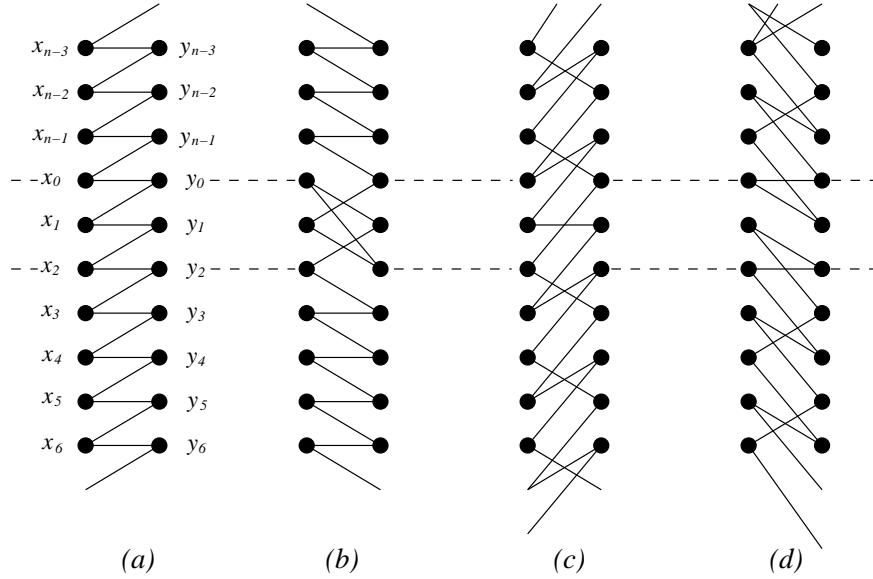 x_{n−3} y_{n−3}
x_{n−2} y_{n−2}
x_{n−1} y_{n−1}
x_0 y_0
x_1 y_1
x_2 y_2
x_3 y_3
x_4 y_4
x_5 y_5
x_6 y_6
(a) (b) (c) (d)